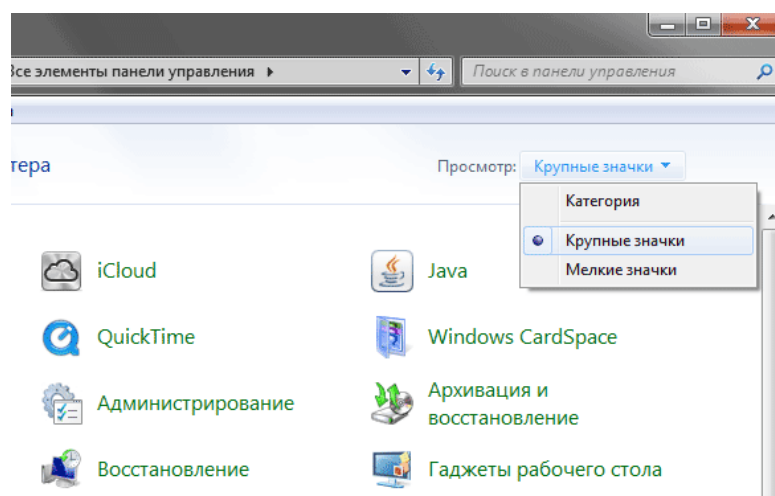 Все элементы панели управления
Поиск в панели управления
тера
Просмотр: Крупные значки
Категория
Крупные значки
Мелкие значки
iCloud
Java
QuickTime
Windows CardSpace
Администрирование
Архивация и
восстановление
Восстановление
Гаджеты рабочего стола